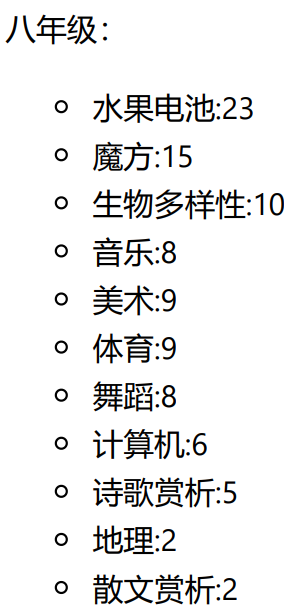 八年级：
水果电池:23
魔方:15
生物多样性:10
音乐:8
美术:9
体育:9
舞蹈:8
计算机:6
诗歌赏析:5
地理:2
散文赏析:2